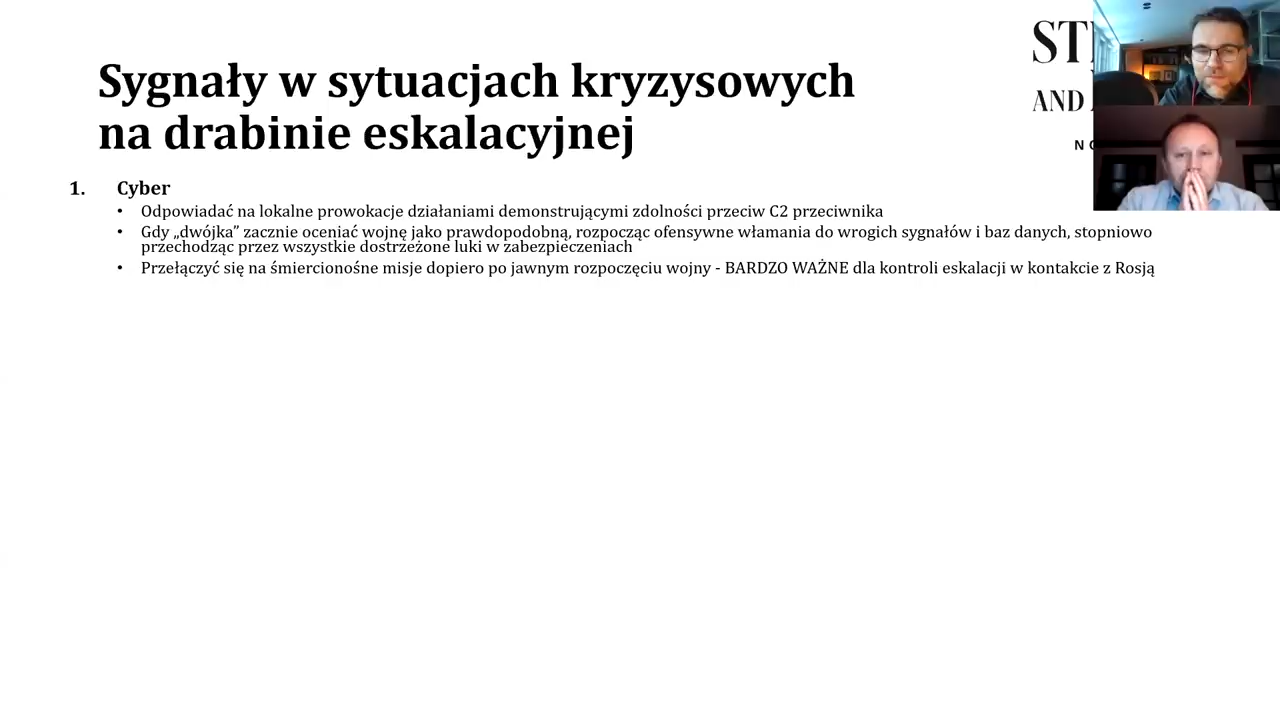 Sygnały w sytuacjach kryzysowych
na drabinie eskalacyjnej
ST
AND
N
1. Cyber
• Odpowiadać na lokalne prowokacje działaniami demonstrującymi zdolności przeciw C2 przeciwnika
• Gdy „dwójka” zacznie oceniać wojnę jako prawdopodobną, rozpocząc ofensywne włamania do wrogich sygnałów i baz danych, stopniowo
przechodząc przez wszystkie dostrzeżone luki w zabezpieczeniach
• Przełączyć się na śmiercionośne misje dopiero po jawnym rozpoczęciu wojny - BARDZO WAŻNE dla kontroli eskalacji w kontakcie z Rosją